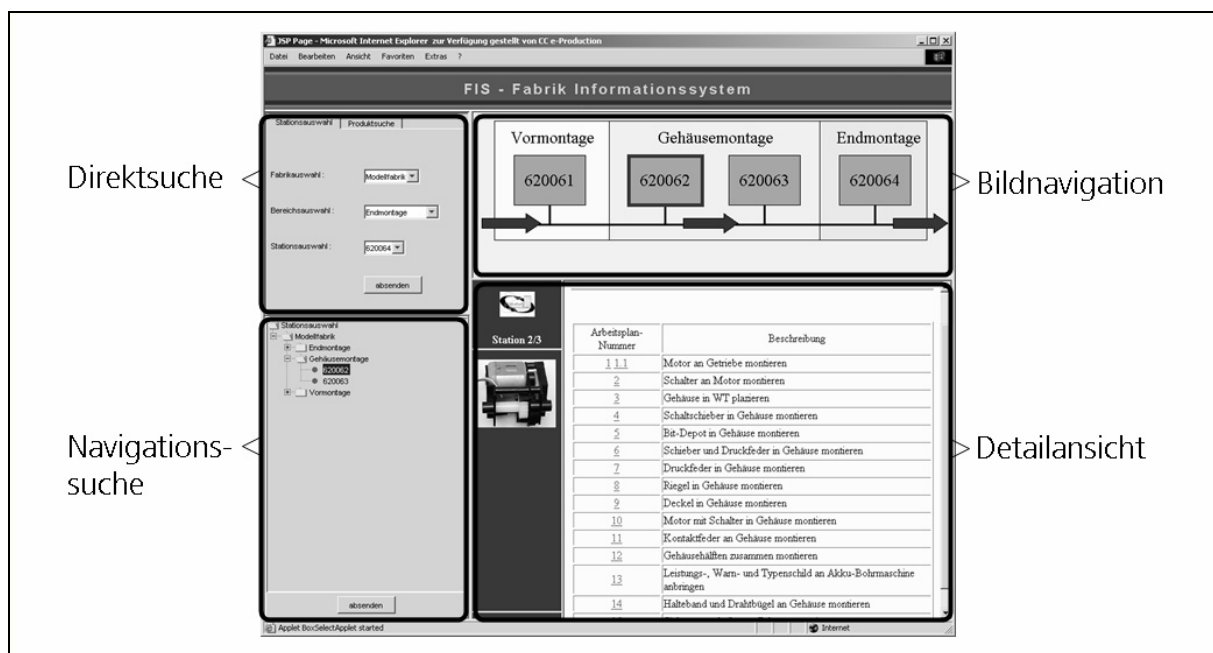 JSP Page - Microsoft Internet Explorer zur Verfügung gestellt von CC e-Production
Datei Bearbeiten Ansicht Favoriten Extras ?
FIS - Fabrik Informationssystem
Direktsuche
Stationsauswahl Produktsuche
Fabrikauswahl : Modellfabrik
Bereichsauswahl : Endmontage
Stationsauswahl : 620064
absenden
Vormontage Gehäusemontage Endmontage
620061 620062 620063 620064
Bildnavigation
Navigations-
suche
Stationsauswahl
Modellfabrik
Endmontage
Gehäusemontage
620062
620063
Vormontage
absenden
Station 2/3
Arbeitsplan-
Nummer
Beschreibung
1 1.1 Motor an Getriebe montieren
2 Schalter an Motor montieren
3 Gehäuse in WT plazieren
4 Schaltschieber in Gehäuse montieren
5 Bit-Depot in Gehäuse montieren
6 Schieber und Druckfeder in Gehäuse montieren
7 Druckfeder in Gehäuse montieren
8 Riegel in Gehäuse montieren
9 Deckel in Gehäuse montieren
10 Motor mit Schalter in Gehäuse montieren
11 Kontaktfeder an Gehäuse montieren
12 Gehäusehälften zusammen montieren
13 Leistungs-, Warn- und Typenschild an Akku-Bohrmaschine
anbringen
14 Halteband und Drahtbügel an Gehäuse montieren
Detailansicht
Applet BoxSelectApplet started
Internet